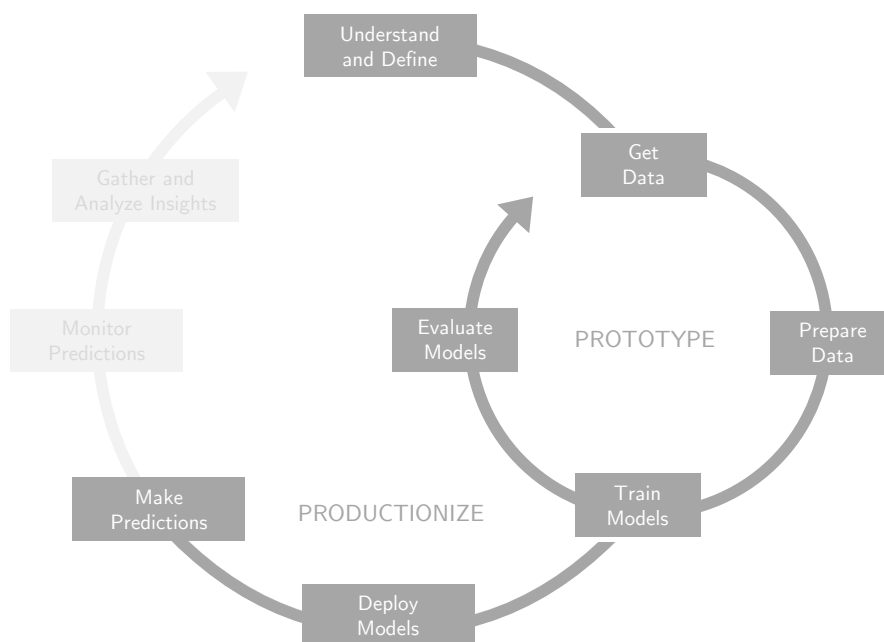 Understand
and Define
Get
Data
Gather and
Analyze Insights
Monitor
Predictions
Evaluate
Models
PROTOTYPE
Prepare
Data
Make
Predictions
PRODUCTIONIZE
Train
Models
Deploy
Models